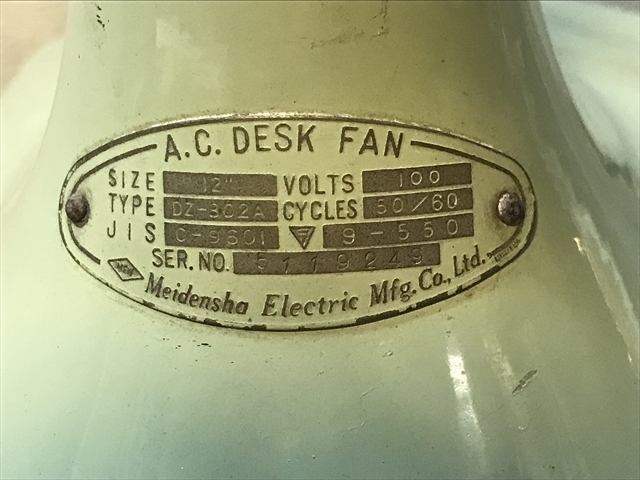 A.C. DESK FAN
SIZE 12" VOLTS 100
TYPE DZ-302A CYCLES 50/60
JIS C-9601 9-550
SER. NO. 5119249
Meidensha Electric Mfg. Co., Ltd.